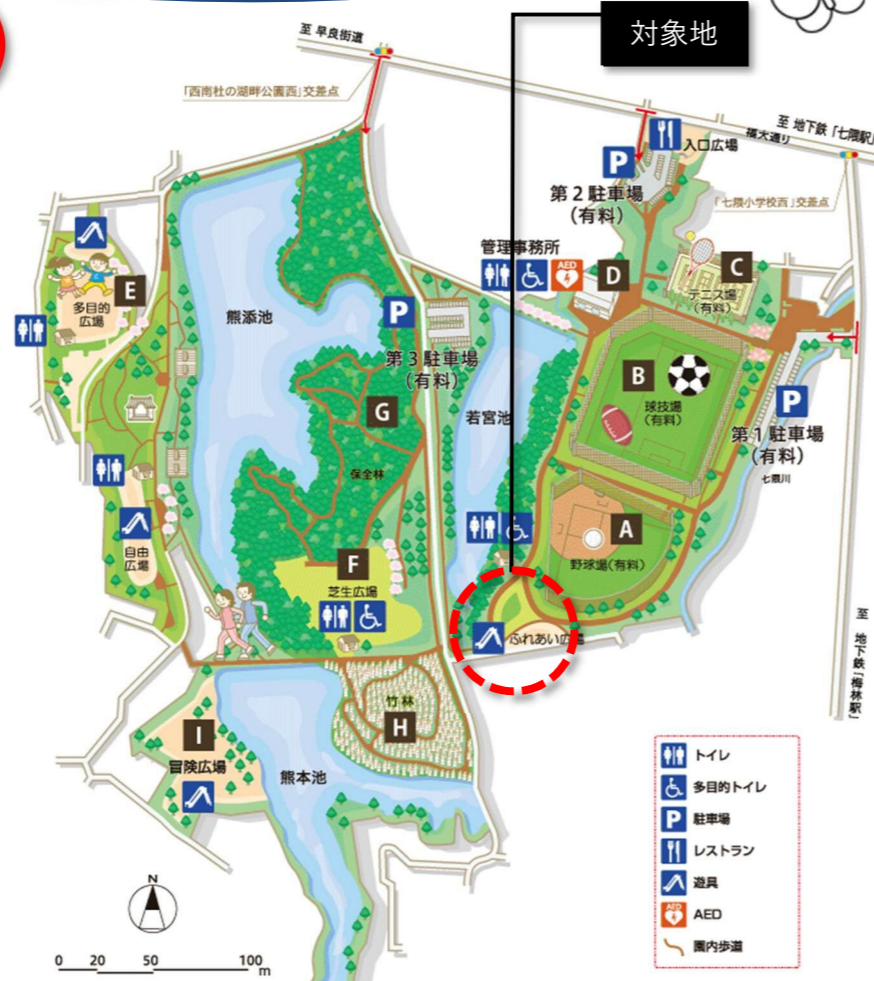 対象地
至 早良街道
「西南杜の湖畔公園西」交差点
至 地下鉄「七隈駅」
福大通り
入口広場
P
第2駐車場
(有料)
「七隈小学校西」交差点
管理事務所
AED
D
C
テニス場
(有料)
E
多目的
広場
熊添池
P
第3駐車場
(有料)
B
球技場
(有料)
P
第1駐車場
(有料)
七隈川
G
若宮池
保全林
A
野球場(有料)
自由
広場
F
芝生広場
ふれあい広場
至 地下鉄「梅林駅」
竹林
H
I
冒険広場
熊本池
トイレ
多目的トイレ
P
駐車場
レストラン
遊具
AED
AED
園内歩道
N
0 20 50 100
m